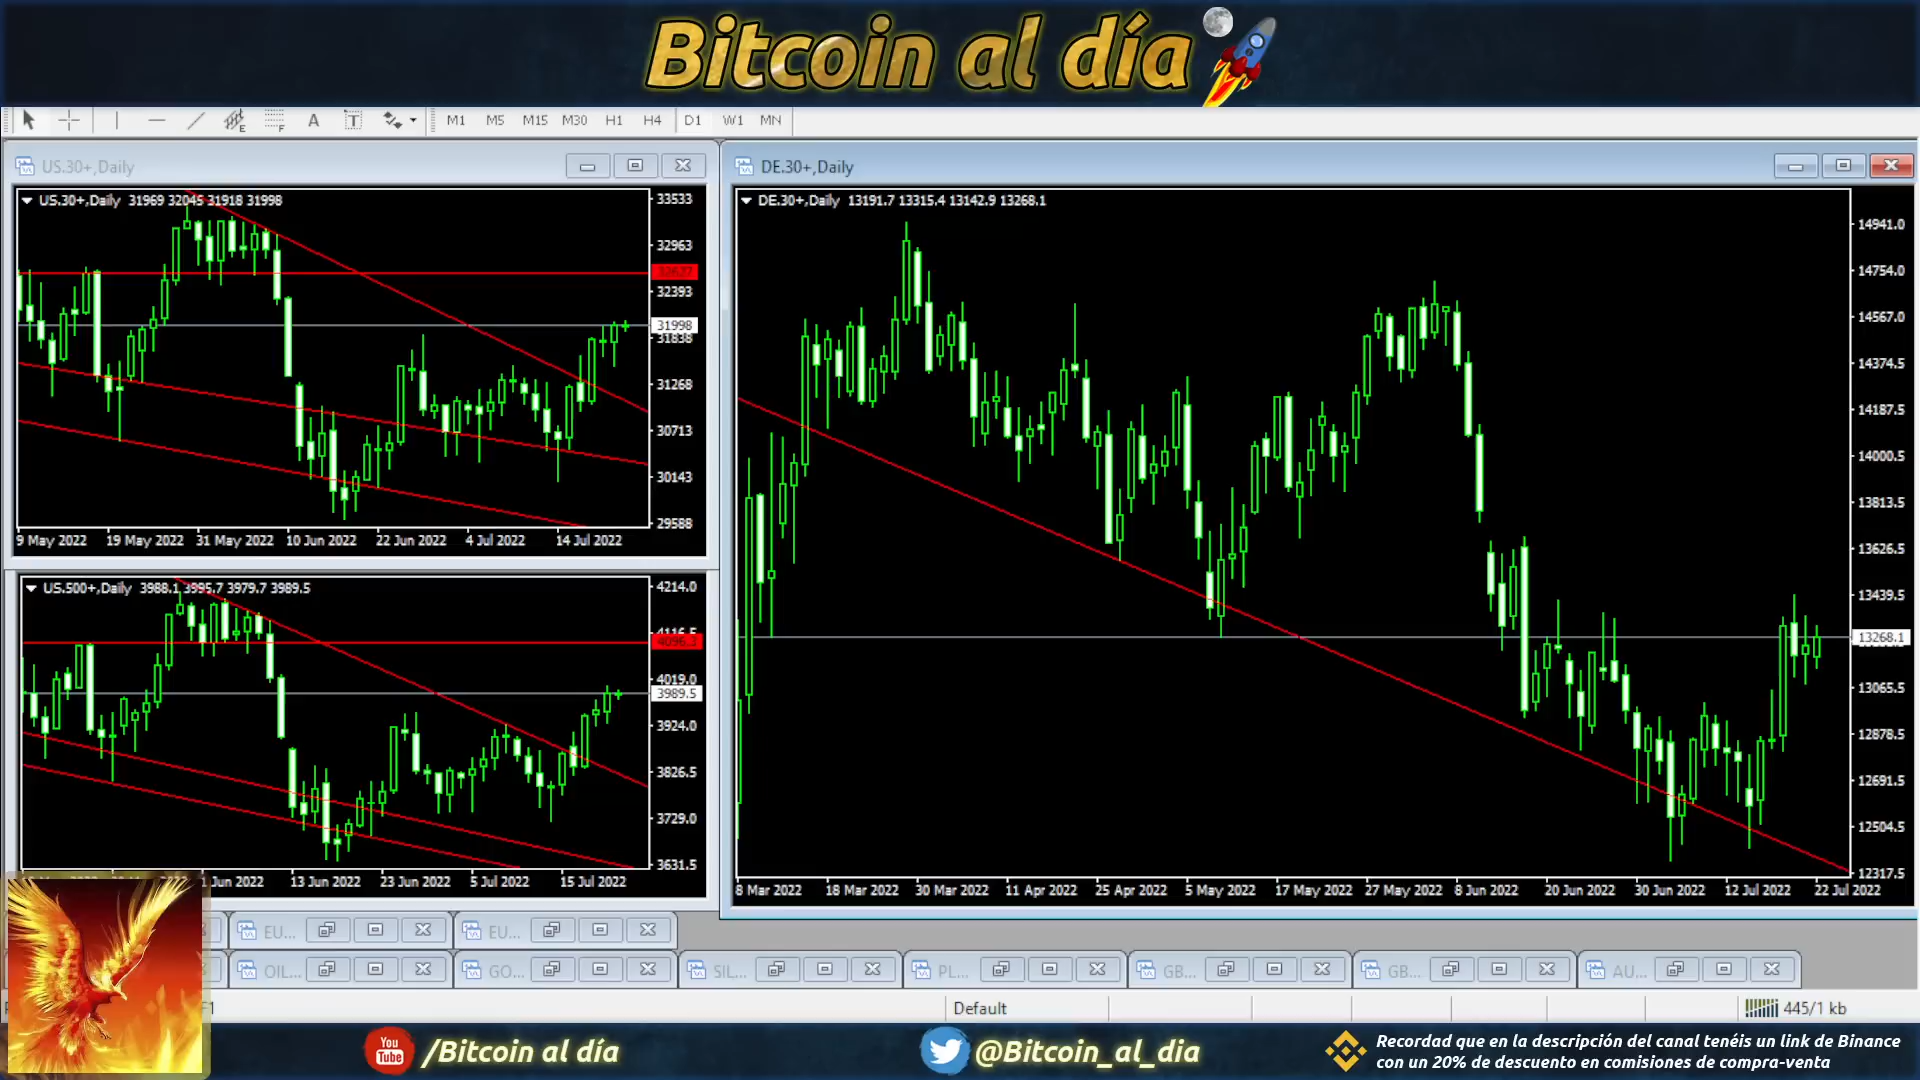 Bitcoin al día
M1 M5 M15 M30 H1 H4 D1 W1 MN
US.30+,Daily
US.30+,Daily 31969 32045 31918 31998
33533
32963
32627
32393
31998
31838
31268
30713
30143
29588
9 May 2022 19 May 2022 31 May 2022 10 Jun 2022 22 Jun 2022 4 Jul 2022 14 Jul 2022
US.500+,Daily 3988.1 3995.7 3979.7 3989.5
4214.0
4116.5
4096.3
4019.0
3989.5
3924.0
3826.5
3729.0
3631.5
1 Jun 2022 13 Jun 2022 23 Jun 2022 5 Jul 2022 15 Jul 2022
DE.30+,Daily
DE.30+,Daily 13191.7 13315.4 13142.9 13268.1
14941.0
14754.0
14567.0
14374.5
14187.5
14000.5
13813.5
13626.5
13439.5
13268.1
13065.5
12878.5
12691.5
12504.5
12317.5
8 Mar 2022 18 Mar 2022 30 Mar 2022 11 Apr 2022 25 Apr 2022 5 May 2022 17 May 2022 27 May 2022 8 Jun 2022 20 Jun 2022 30 Jun 2022 12 Jul 2022 22 Jul 2022
EU... EU...
OIL... GO... SIL... PL... GB... GB... AU...
Default 445/1 kb
You Tube /Bitcoin al día
@Bitcoin_al_dia
Recordad que en la descripción del canal tenéis un link de Binance
con un 20% de descuento en comisiones de compra-venta